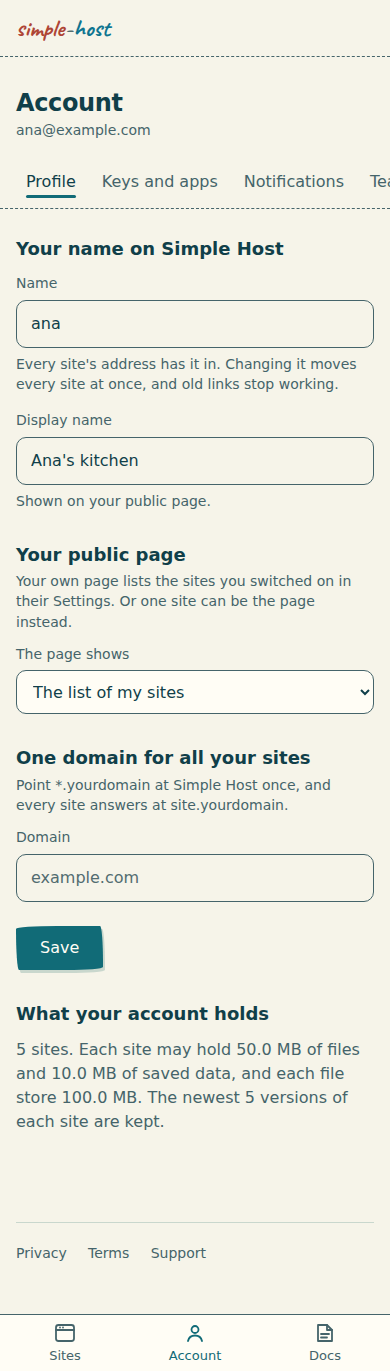 simple-host
Account
ana@example.com
Profile Keys and apps Notifications
Your name on Simple Host
Name
ana
Every site's address has it in. Changing it moves
every site at once, and old links stop working.
Display name
Ana's kitchen
Shown on your public page.
Your public page
Your own page lists the sites you switched on in
their Settings. Or one site can be the page
instead.
The page shows
The list of my sites
One domain for all your sites
Point *.yourdomain at Simple Host once, and
every site answers at site.yourdomain.
Domain
example.com
Save
What your account holds
5 sites. Each site may hold 50.0 MB of files
and 10.0 MB of saved data, and each file
store 100.0 MB. The newest 5 versions of
each site are kept.
Privacy Terms Support
Sites Account Docs